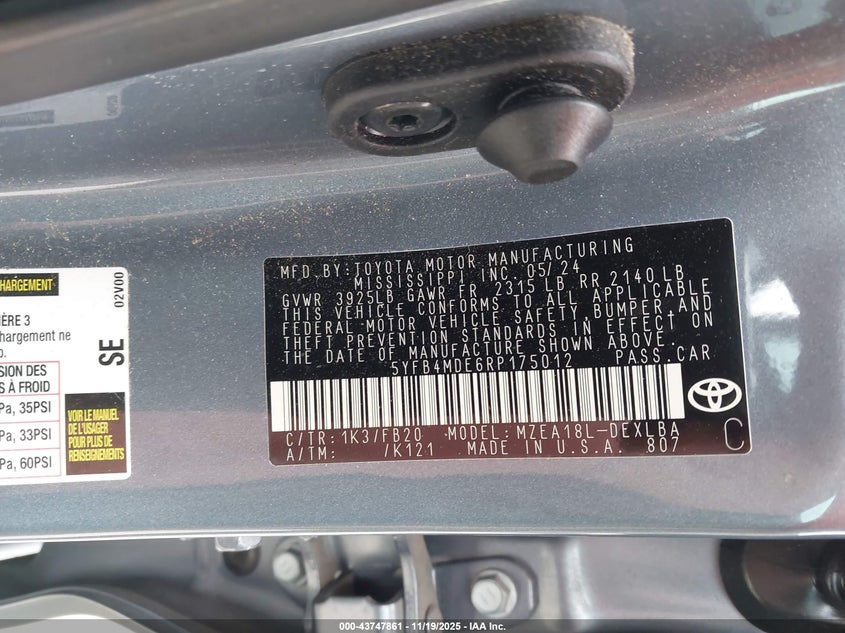 CHARGEMENT
IÈRE 3
chargement ne
o.
SION DES
S À FROID
Pa, 35PSI
Pa, 33PSI
Pa, 60PSI
VOIR LE MANUEL
DE L'USAGER
POUR PLUS DE
RENSEIGNEMENTS
02V00
SE
MFD.BY:TOYOTA MOTOR MANUFACTURING
MISSISSIPPI INC. 05/24
GVWR 3925LB GAWR FR 2315 LB RR 2140 LB
THIS VEHICLE CONFORMS TO ALL APPLICABLE
FEDERAL MOTOR VEHICLE SAFETY, BUMPER, AND
THEFT PREVENTION STANDARDS IN EFFECT ON
THE DATE OF MANUFACTURE SHOWN ABOVE.
5YFB4MDE6RP175012 PASS.CAR
C/TR:1K3/FB20 MODEL:MZEA18L-DEXLBA
A/TM: /K121 MADE IN U.S.A. 807
C
000-43747861 - 11/19/2025 - IAA Inc.